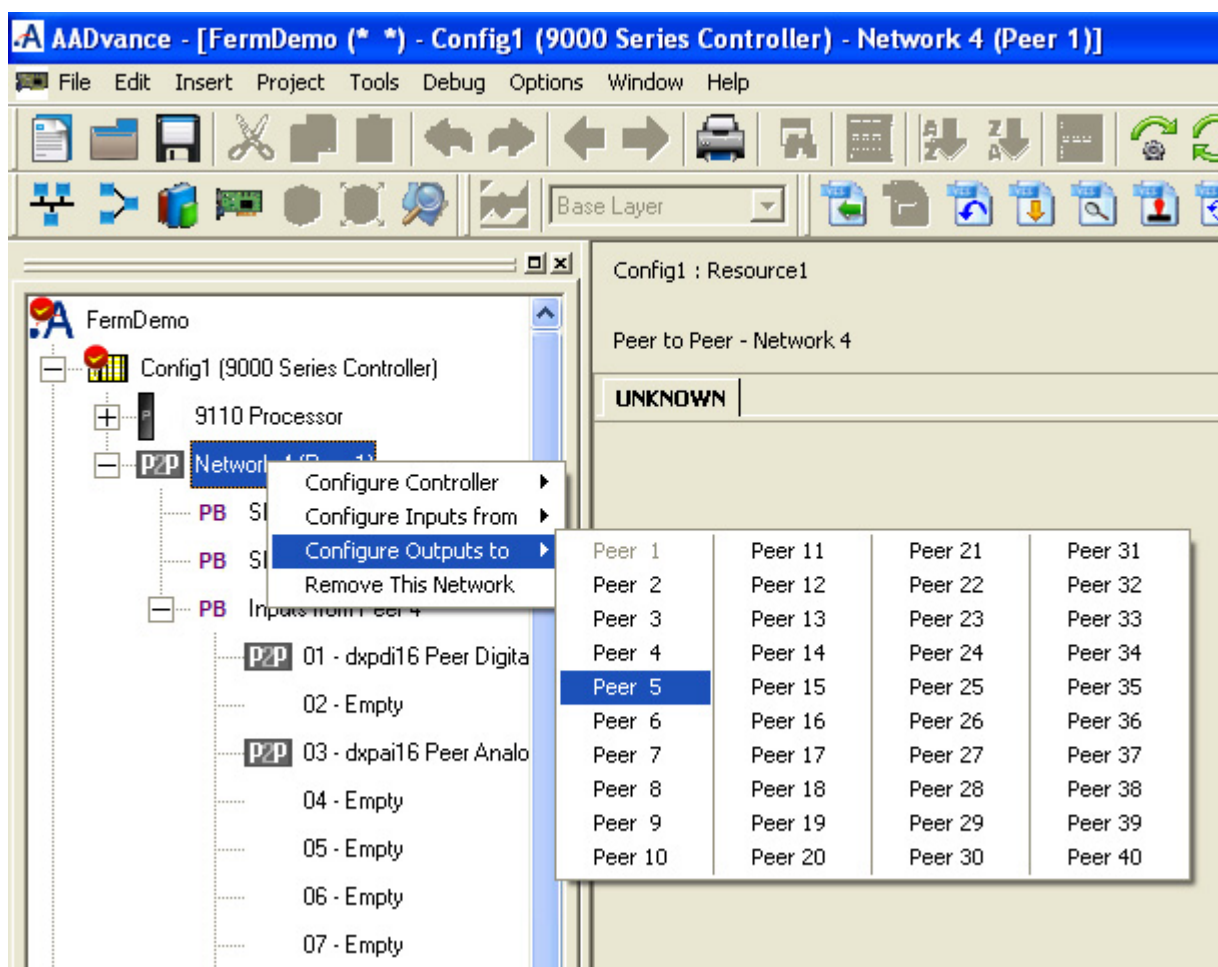 AADvance - [FermDemo (* *) - Config1 (9000 Series Controller) - Network 4 (Peer 1)]
File Edit Insert Project Tools Debug Options Window Help
Base Layer
FermDemo
Config1 (9000 Series Controller)
9110 Processor
P2P
PB
PB
PB Inputs from Peer 4
P2P 01 - dxpdi16 Peer Digita
02 - Empty
P2P 03 - dxpai16 Peer Analo
04 - Empty
05 - Empty
06 - Empty
07 - Empty
Configure Controller
Configure Inputs from
Configure Outputs to
Remove This Network
Config1 : Resource1
Peer to Peer - Network 4
UNKNOWN
Peer 1 Peer 11 Peer 21 Peer 31
Peer 2 Peer 12 Peer 22 Peer 32
Peer 3 Peer 13 Peer 23 Peer 33
Peer 4 Peer 14 Peer 24 Peer 34
Peer 5 Peer 15 Peer 25 Peer 35
Peer 6 Peer 16 Peer 26 Peer 36
Peer 7 Peer 17 Peer 27 Peer 37
Peer 8 Peer 18 Peer 28 Peer 38
Peer 9 Peer 19 Peer 29 Peer 39
Peer 10 Peer 20 Peer 30 Peer 40